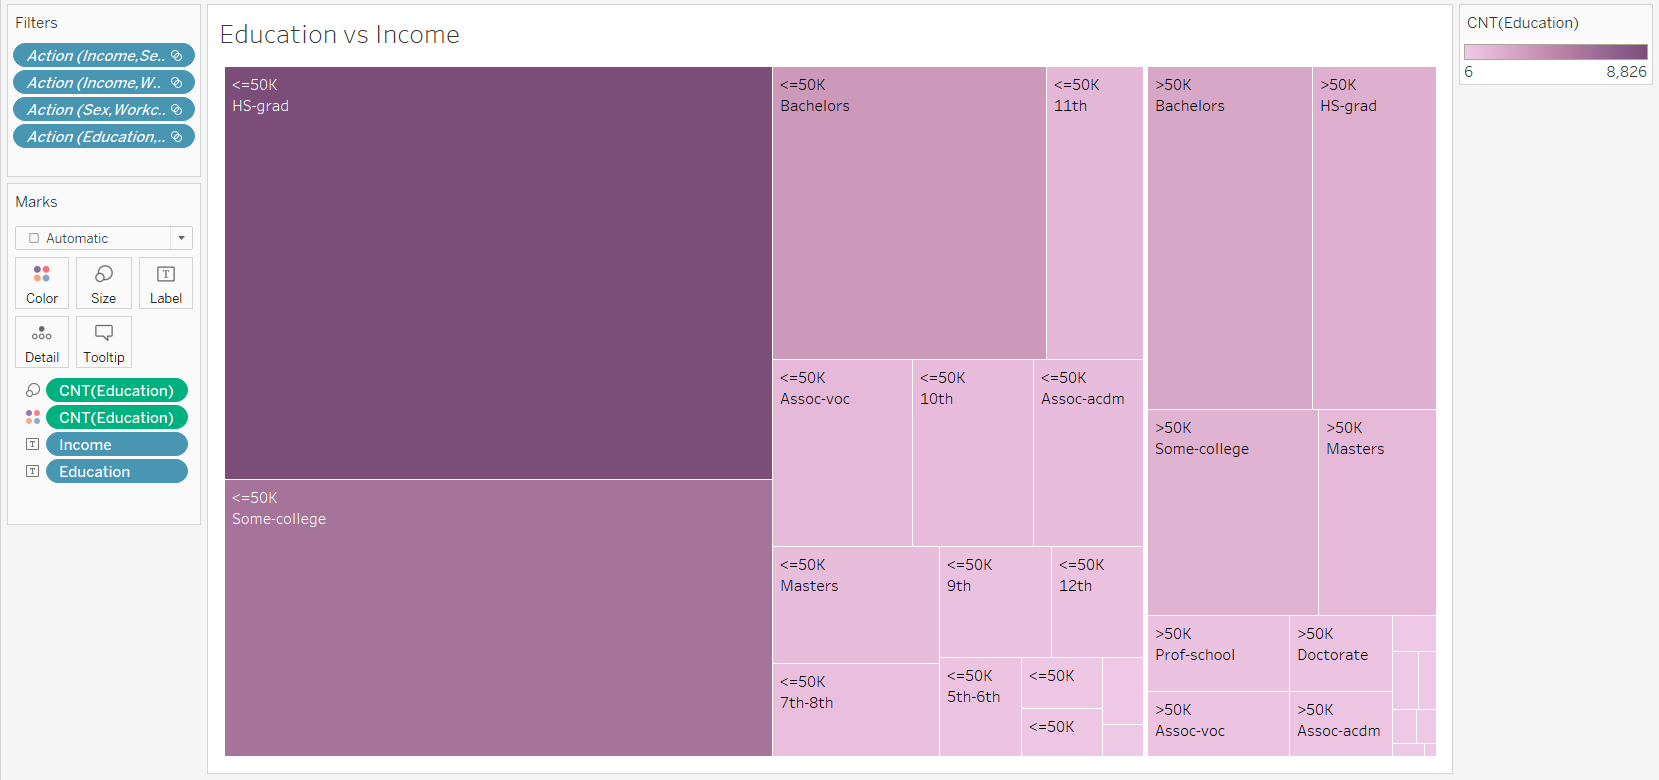 Filters
Action (Income,Se..
Action (Income,W..
Action (Sex,Workc..
Action (Education,..
Marks
Automatic
Color
Size
Label
Detail
Tooltip
CNT(Education)
CNT(Education)
Income
Education
Education vs Income
<=50K
HS-grad
<=50K
Some-college
<=50K
Bachelors
<=50K
11th
<=50K
Assoc-voc
<=50K
10th
<=50K
Assoc-acdm
<=50K
Masters
<=50K
9th
<=50K
12th
<=50K
7th-8th
<=50K
5th-6th
<=50K
<=50K
>50K
Bachelors
>50K
HS-grad
>50K
Some-college
>50K
Masters
>50K
Prof-school
>50K
Doctorate
>50K
Assoc-voc
>50K
Assoc-acdm
CNT(Education)
6 8,826